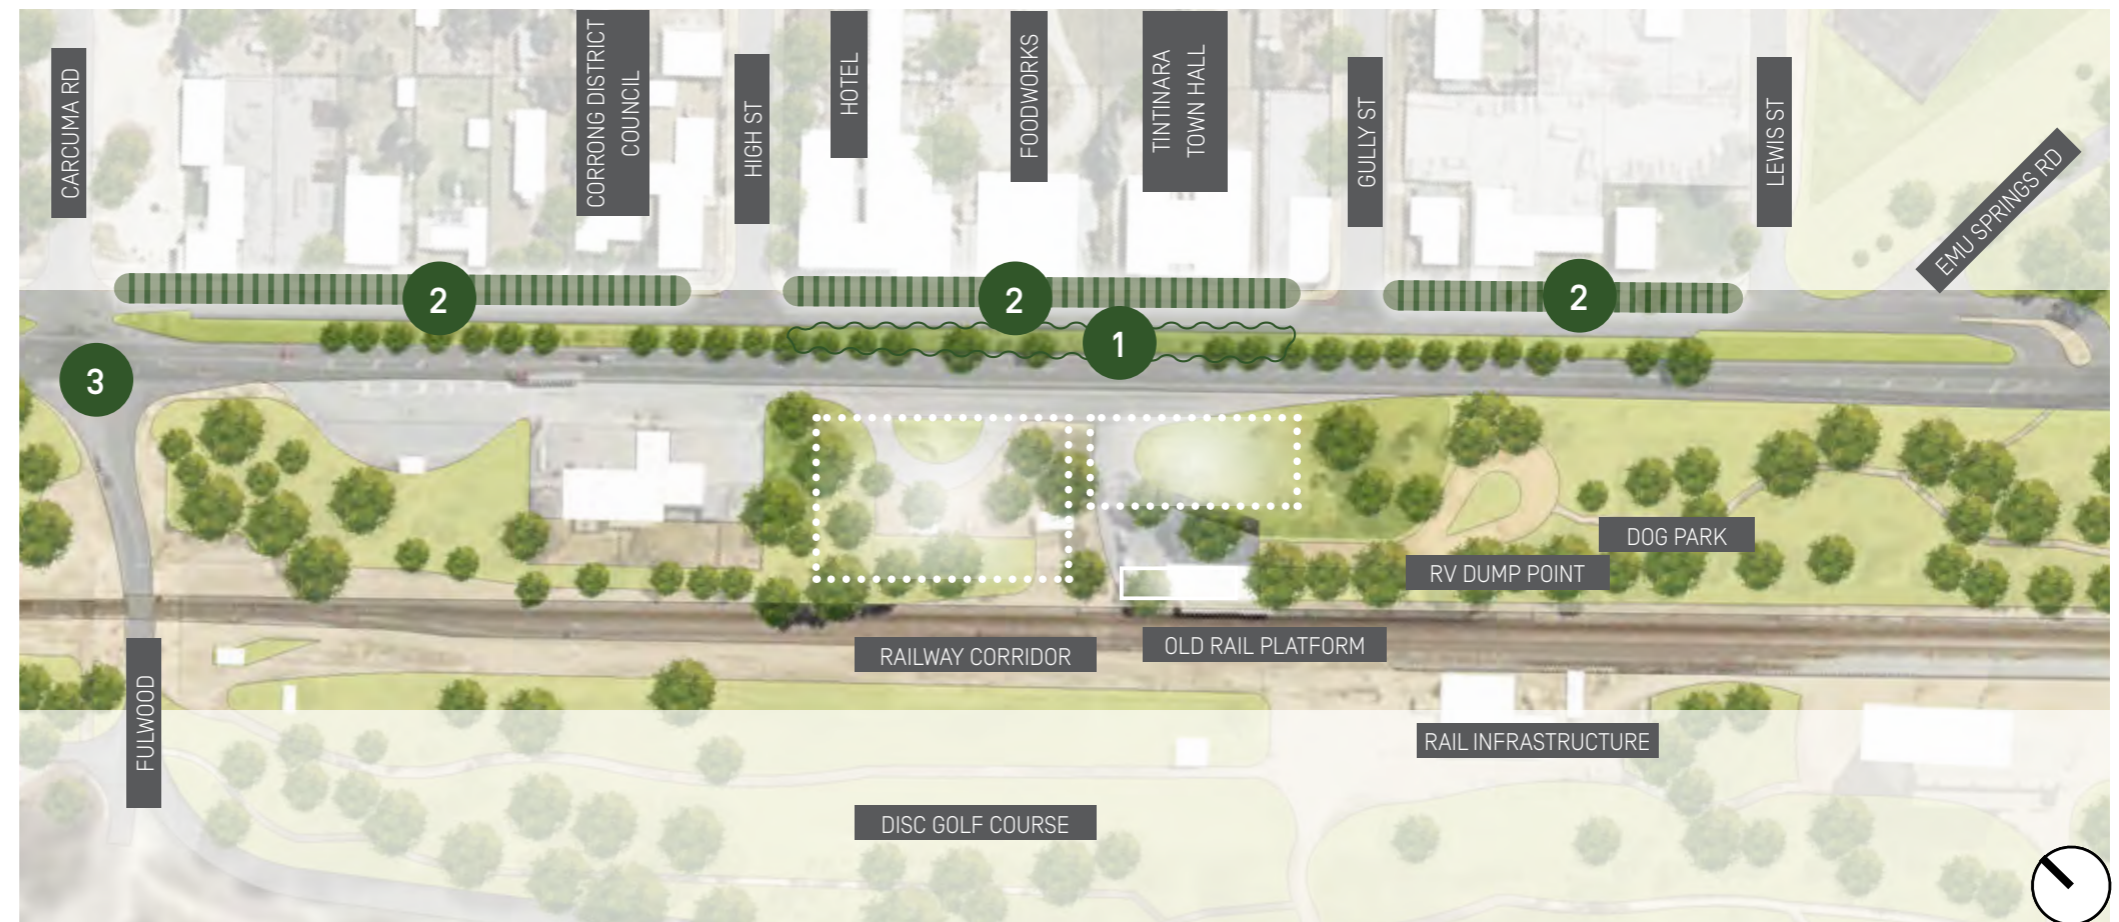 CARCUMA RD
CORRONG DISTRICT
COUNCIL
HIGH ST
HOTEL
FOODWORKS
TINTINARA
TOWN HALL
GULLY ST
LEWIS ST
EMU SPRINGS RD
2
2
2
1
3
DOG PARK
RV DUMP POINT
OLD RAIL PLATFORM
RAILWAY CORRIDOR
FULWOOD
RAIL INFRASTRUCTURE
DISC GOLF COURSE